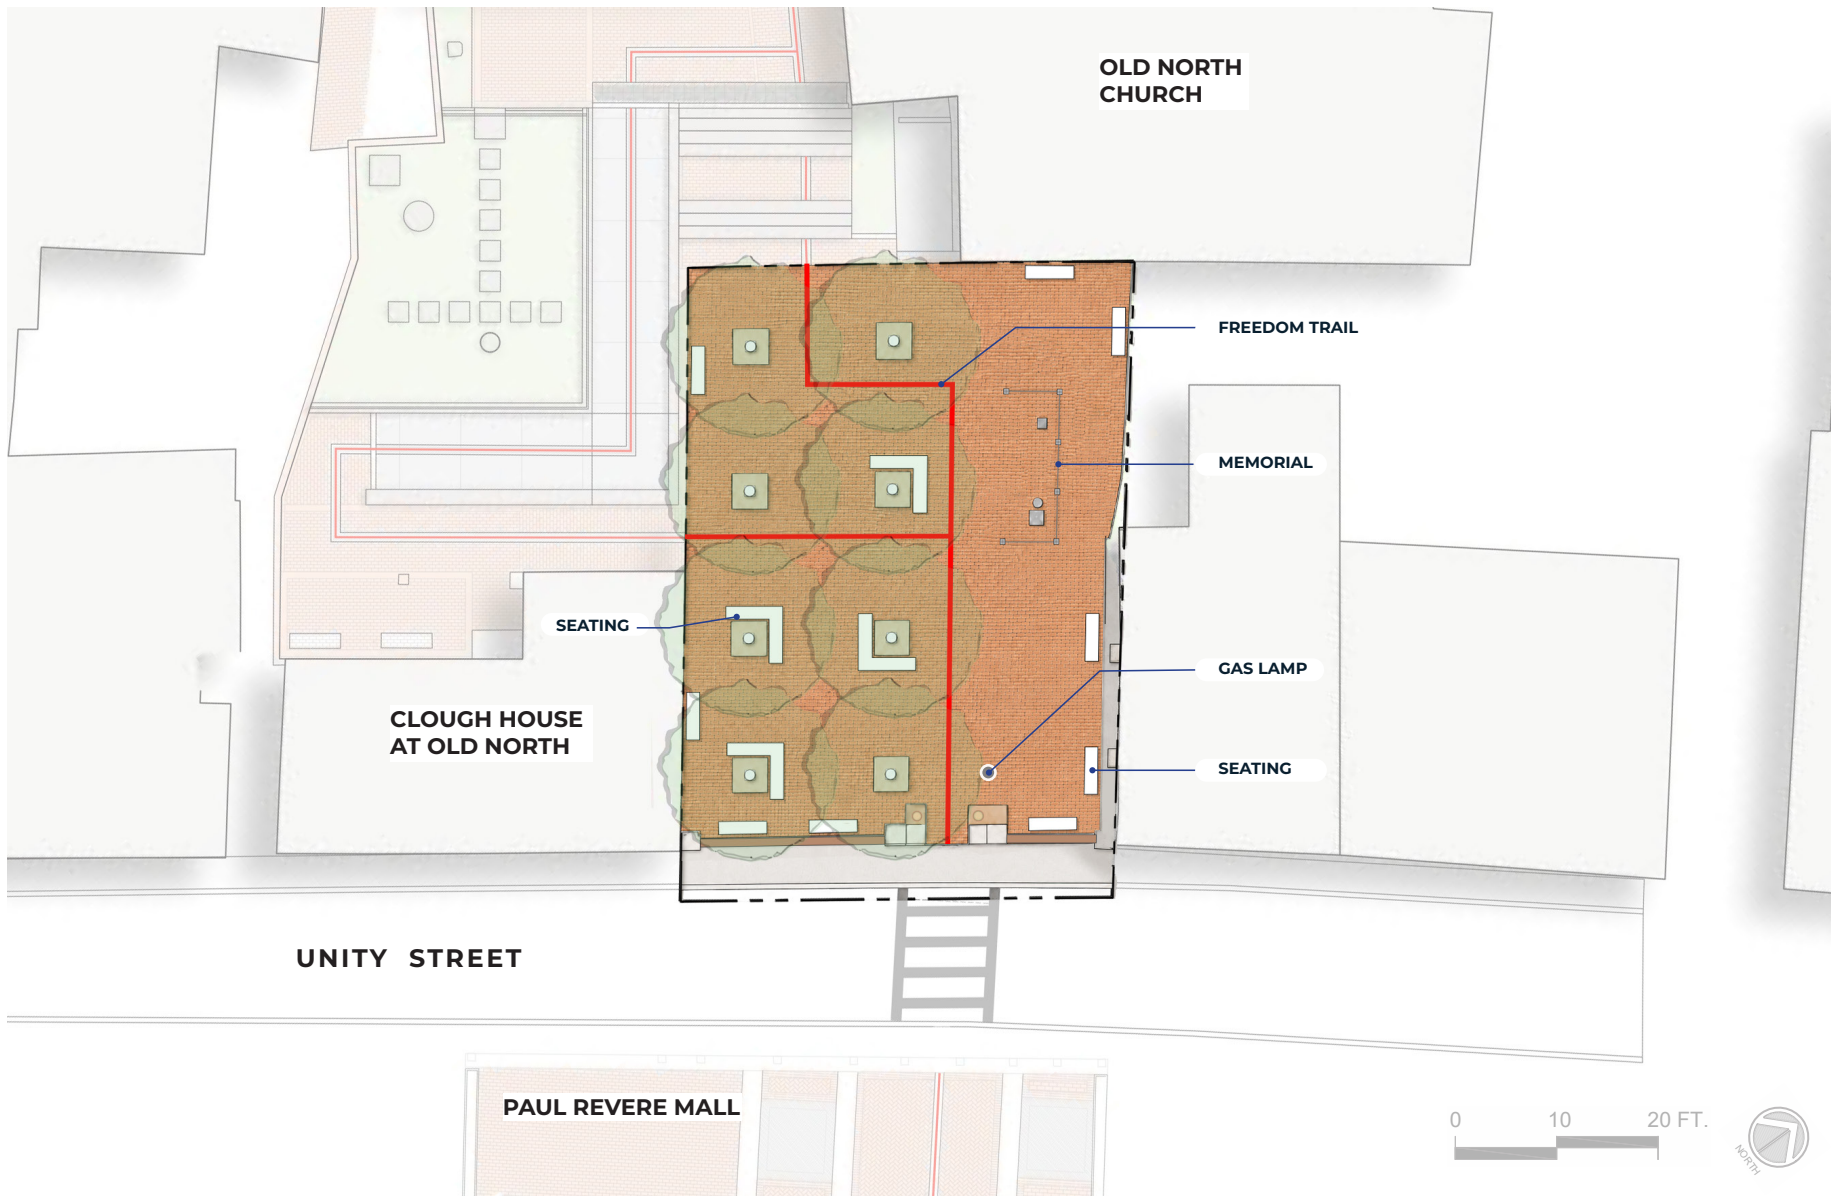 OLD NORTH
CHURCH
FREEDOM TRAIL
MEMORIAL
SEATING
GAS LAMP
CLOUGH HOUSE
AT OLD NORTH
SEATING
UNITY STREET
PAUL REVERE MALL
0 10 20 FT.
NORTH